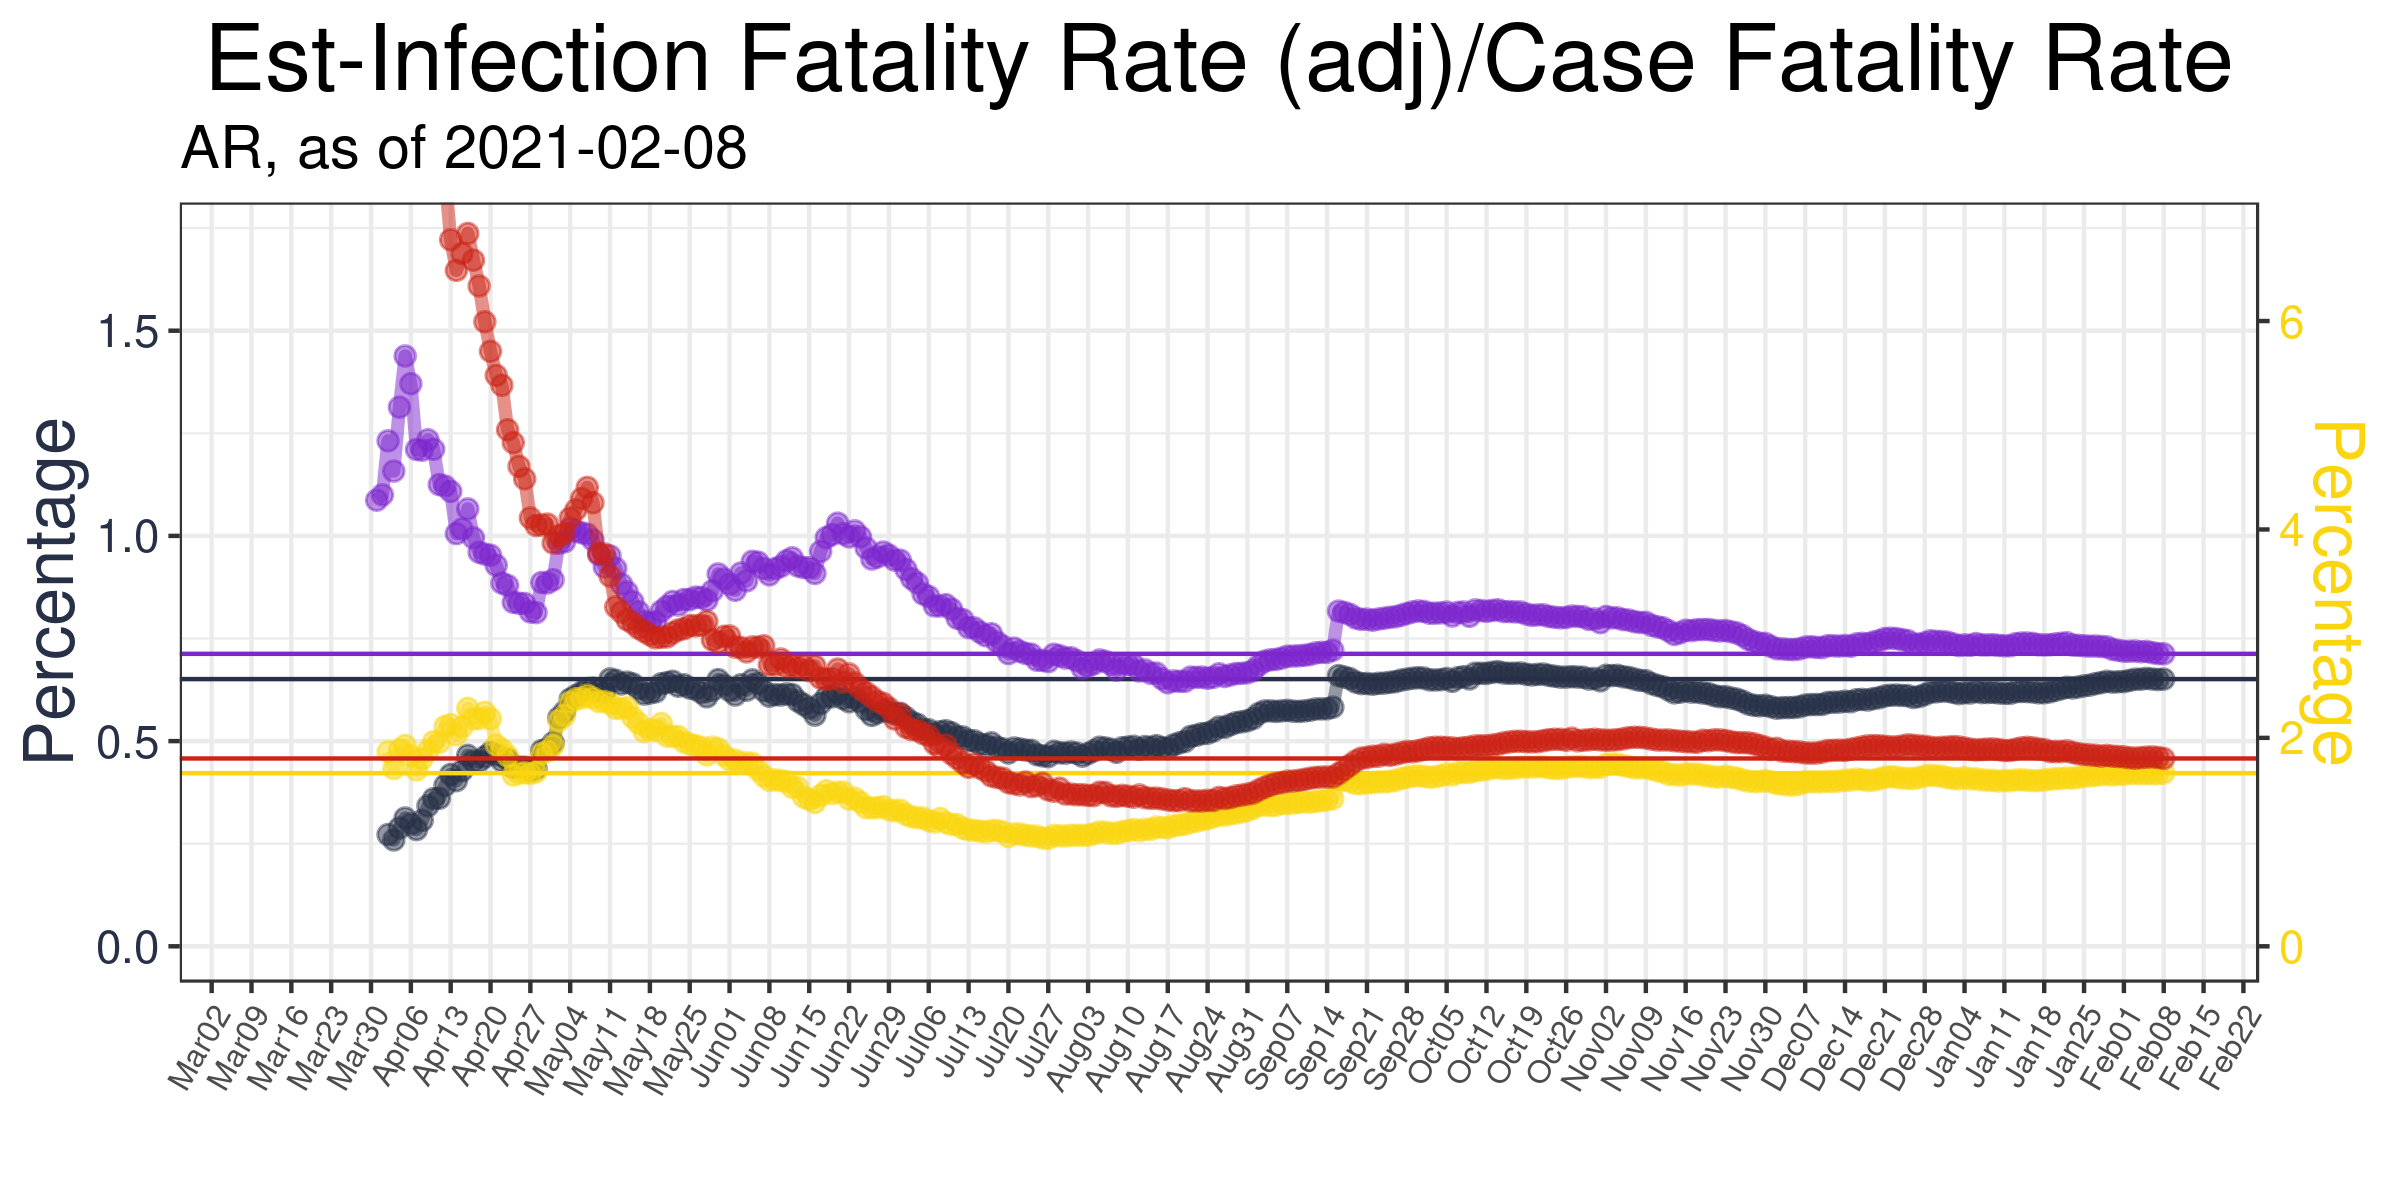 Est-Infection Fatality Rate (adj)/Case Fatality Rate
AR, as of 2021-02-08
Percentage
1.5
1.0
0.5
0.0
6
4
2
0
Percentage
Mar02
Mar09
Mar16
Mar23
Mar30
Apr06
Apr13
Apr20
Apr27
May04
May11
May18
May25
Jun01
Jun08
Jun15
Jun22
Jun29
Jul06
Jul13
Jul20
Jul27
Aug03
Aug10
Aug17
Aug24
Aug31
Sep07
Sep14
Sep21
Sep28
Oct05
Oct12
Oct19
Oct26
Nov02
Nov09
Nov16
Nov23
Nov30
Dec07
Dec14
Dec21
Dec28
Jan04
Jan11
Jan18
Jan25
Feb01
Feb08
Feb15
Feb22